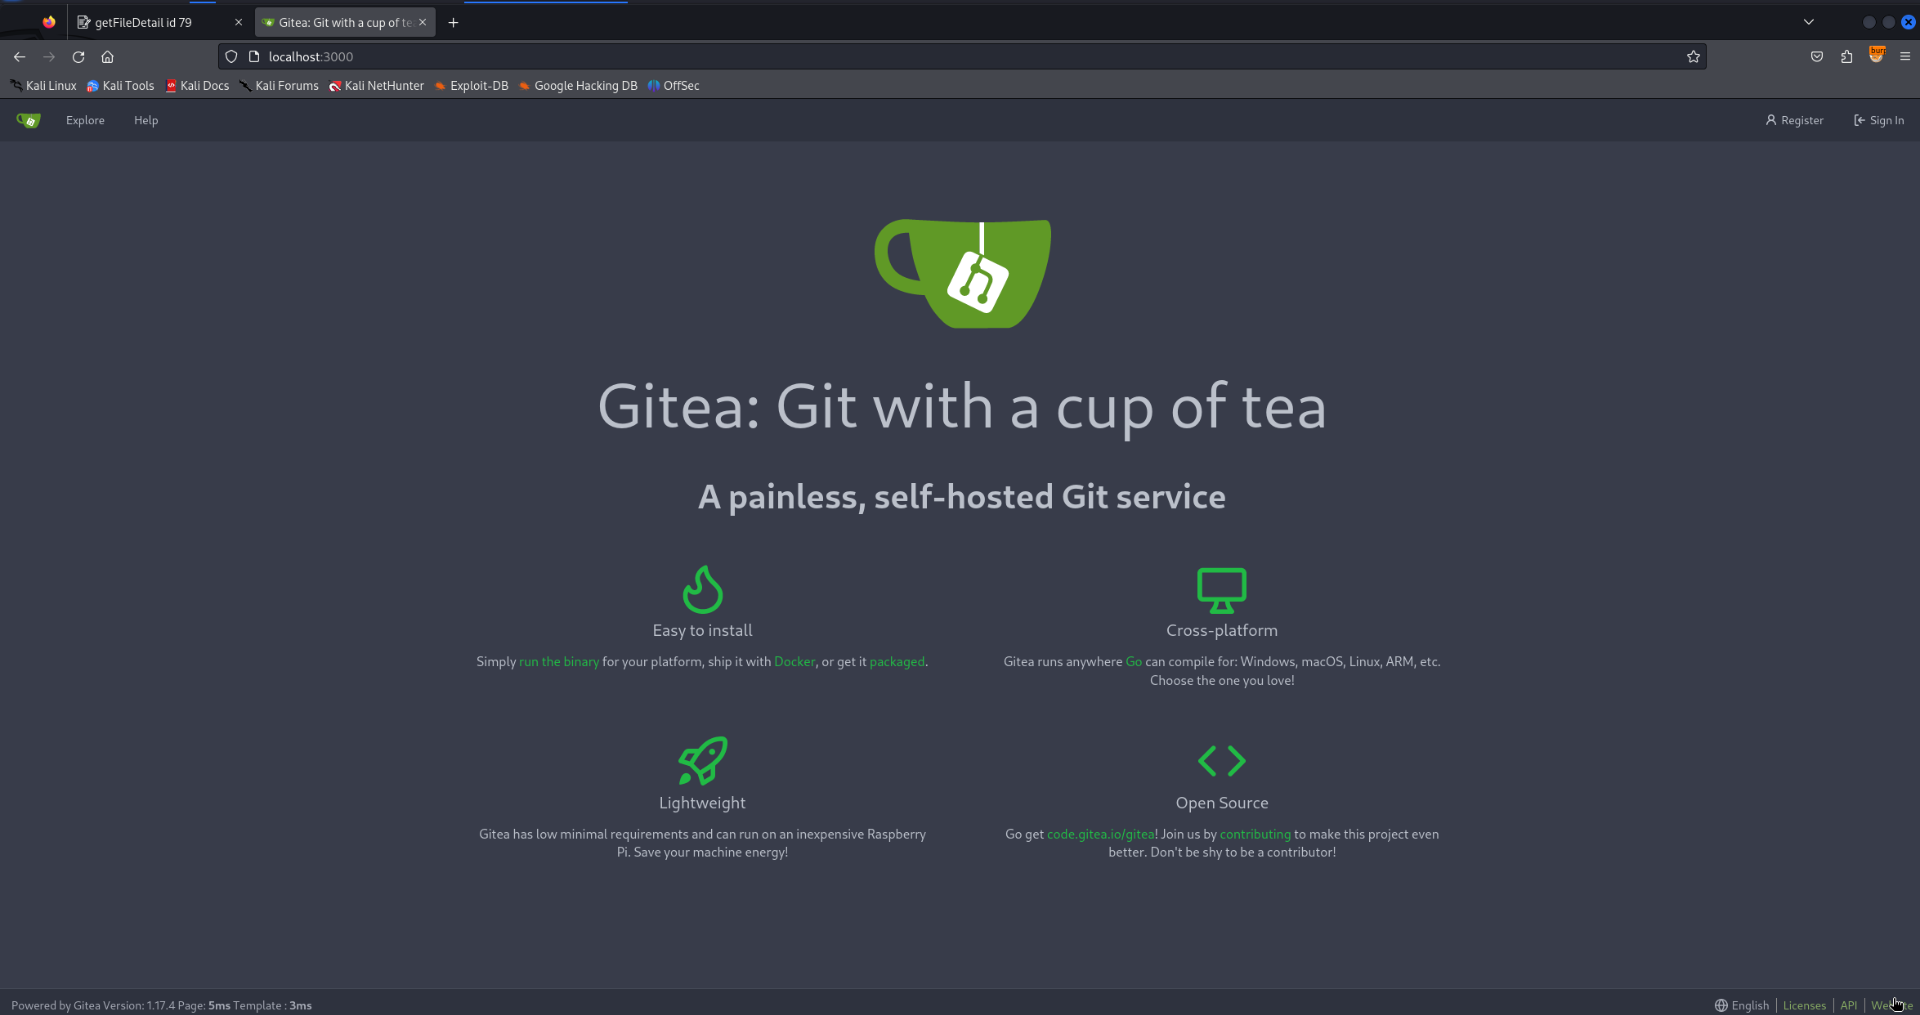 getFileDetail id 79
Gitea: Git with a cup of te
localhost:3000
burp
Kali Linux Kali Tools Kali Docs Kali Forums Kali NetHunter Exploit-DB Google Hacking DB OffSec
Explore Help Register Sign In
Gitea: Git with a cup of tea
A painless, self-hosted Git service
Easy to install
Simply run the binary for your platform, ship it with Docker, or get it packaged.
Cross-platform
Gitea runs anywhere Go can compile for: Windows, macOS, Linux, ARM, etc.
Choose the one you love!
Lightweight
Gitea has low minimal requirements and can run on an inexpensive Raspberry
Pi. Save your machine energy!
Open Source
Go get code.gitea.io/gitea! Join us by contributing to make this project even
better. Don't be shy to be a contributor!
Powered by Gitea Version: 1.17.4 Page: 5ms Template : 3ms
English Licenses API